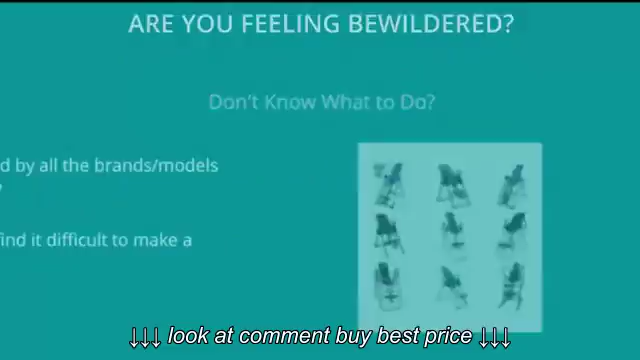 ARE YOU FEELING BEWILDERED?
Don't Know What to Do?
d by all the brands/models
?
find it difficult to make a
↓↓↓ look at comment buy best price ↓↓↓